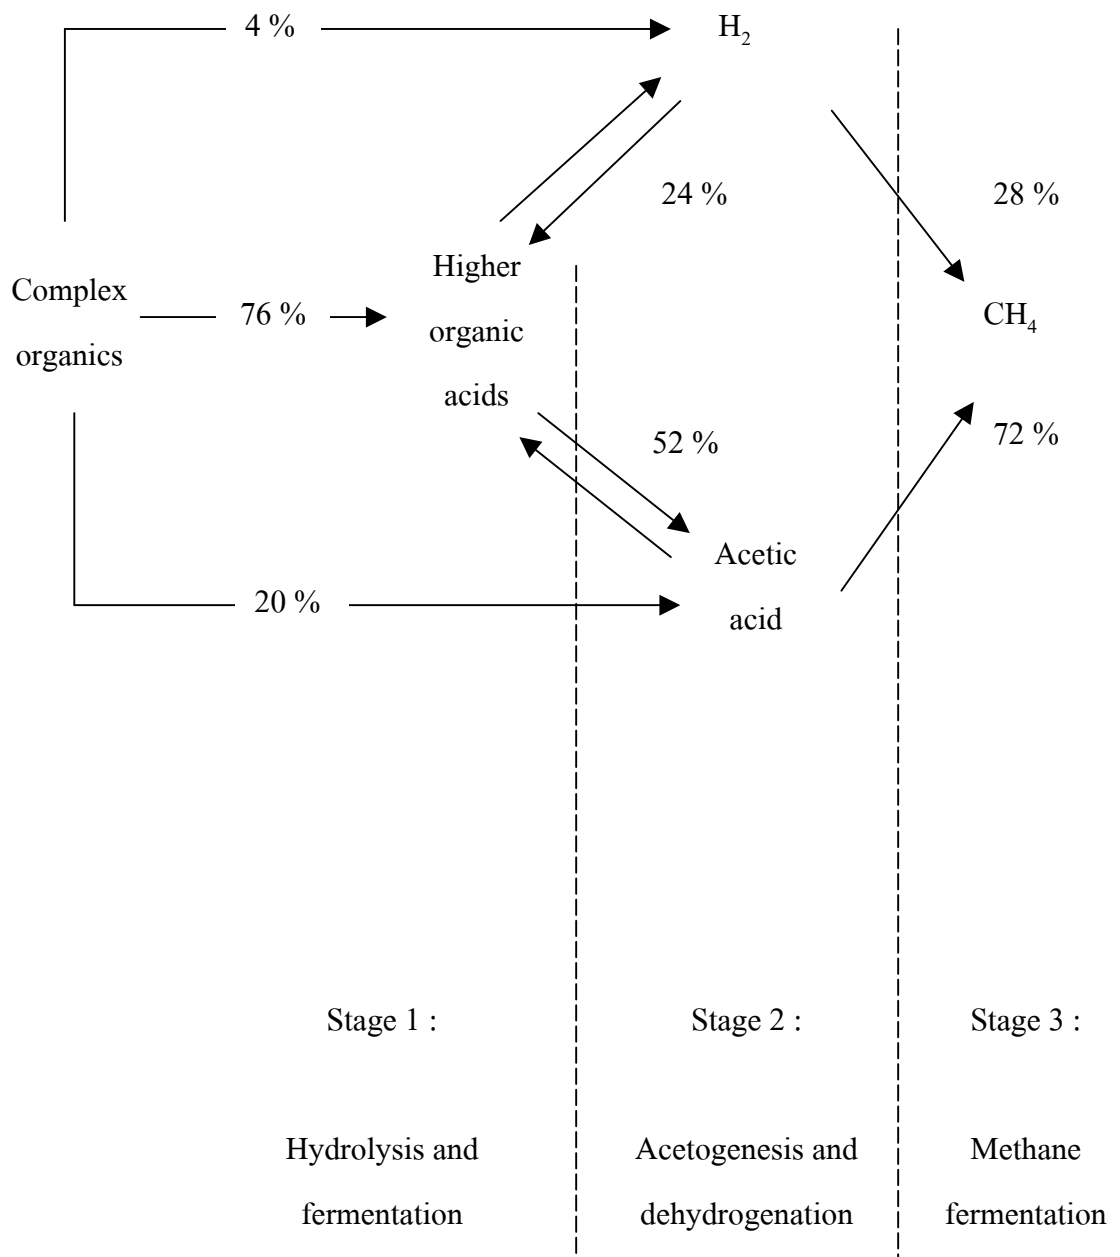 4 %
H₂
24 %
28 %
Complex
organics
76 %
Higher
organic
acids
CH₄
52 %
72 %
Acetic
acid
20 %
Stage 1 :
Stage 2 :
Stage 3 :
Hydrolysis and
fermentation
Acetogenesis and
dehydrogenation
Methane
fermentation